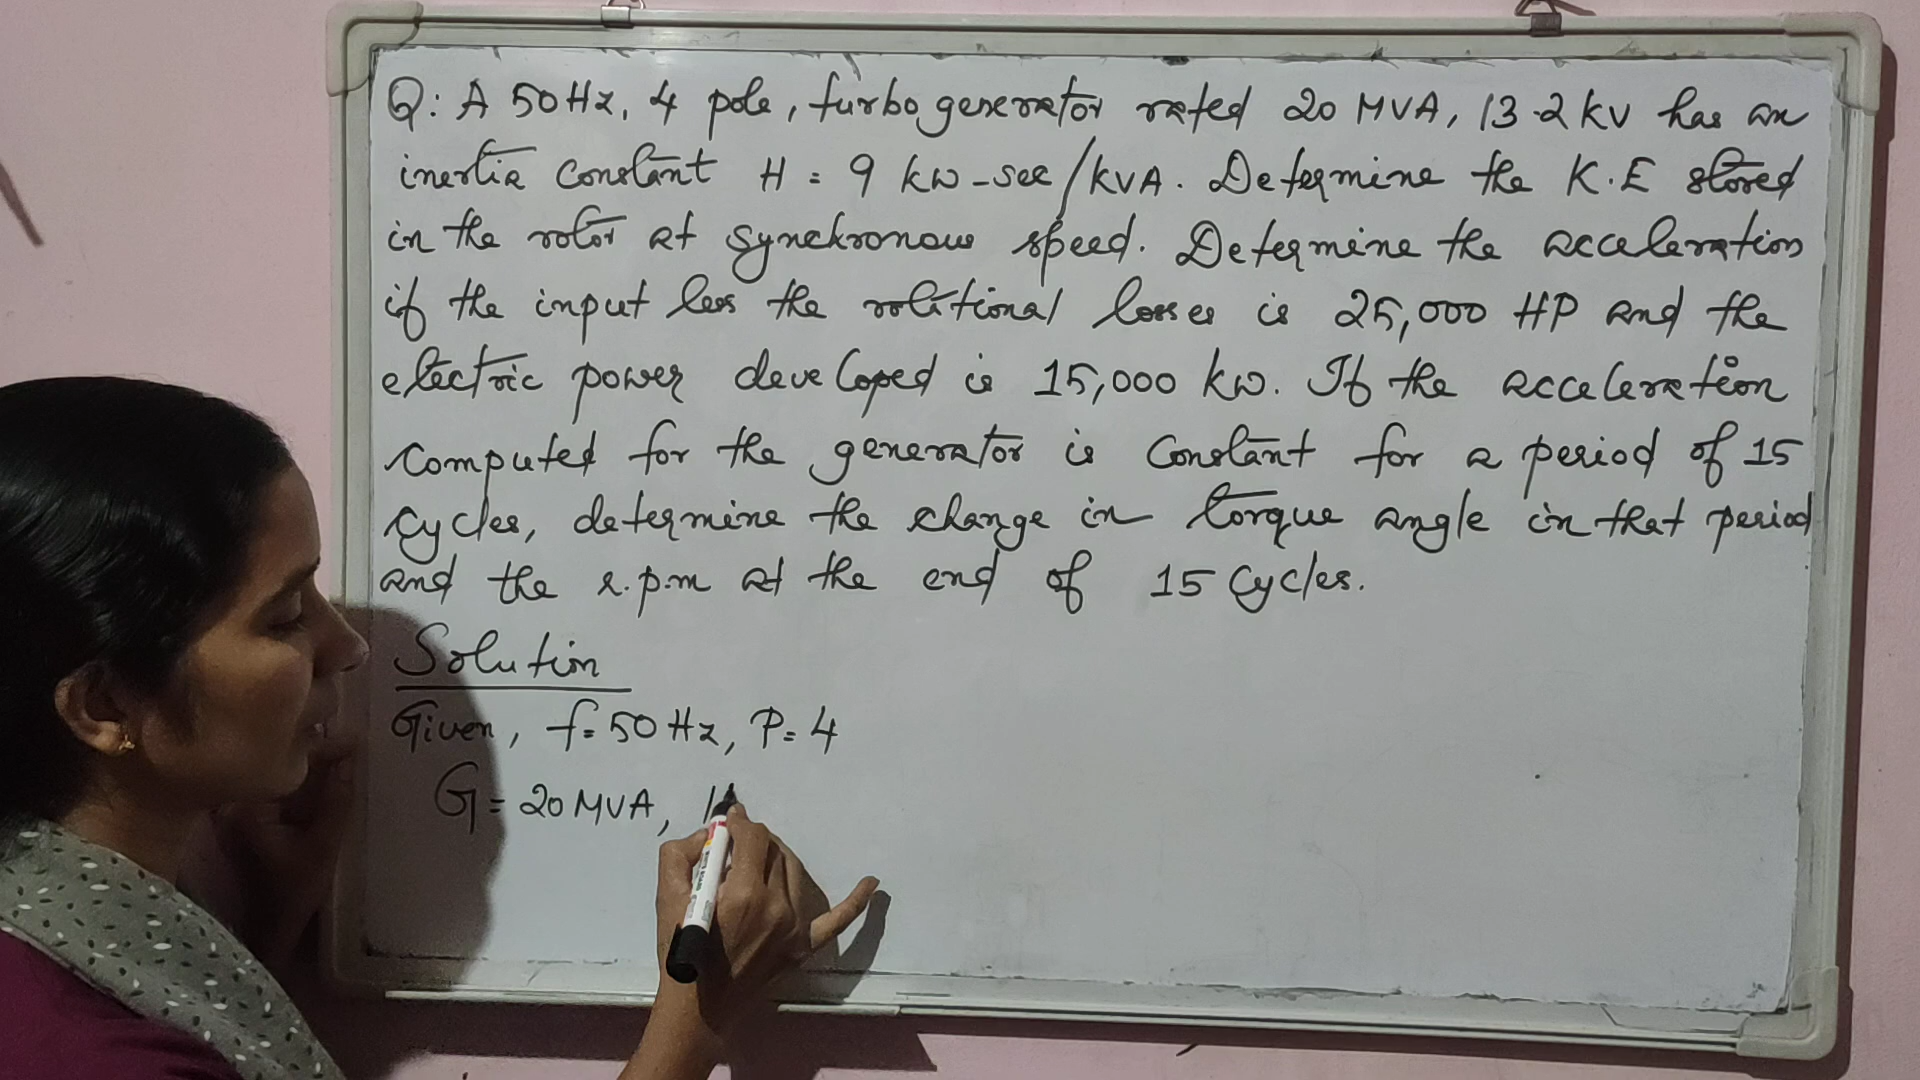 Q: A 50 Hz, 4 pole, turbo generator rated 20 MVA, 13.2 kV has an
inertia constant H = 9 kw-sec/kVA. Determine the K.E stored
in the rotor at synchronous speed. Determine the acceleration
if the input less the rotational losses is 25,000 HP and the
electric power developed is 15,000 kw. If the acceleration
computed for the generator is constant for a period of 15
cycles, determine the change in torque angle in that period
and the r.p.m at the end of 15 cycles.
Solution
Given, f = 50 Hz, P = 4
G = 20 MVA,